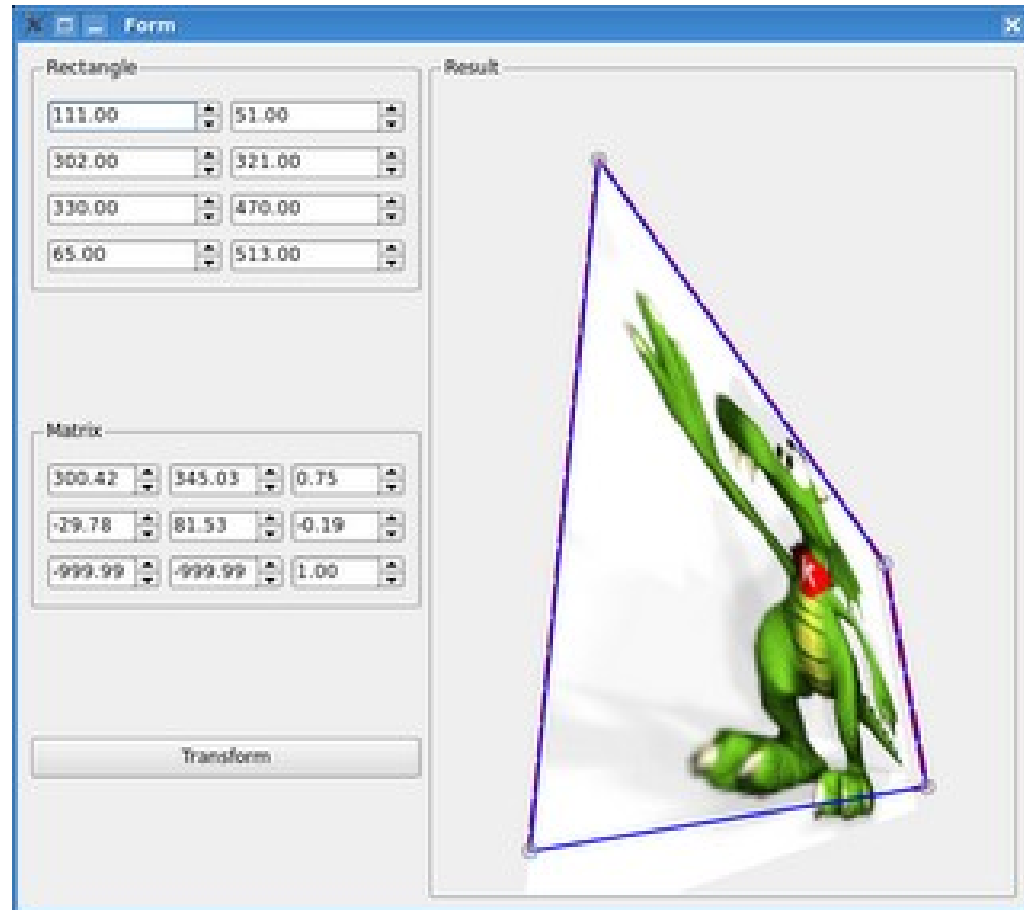 Form
Rectangle
111.00 51.00
302.00 321.00
330.00 470.00
65.00 513.00
Matrix
300.42 345.03 0.75
-29.78 81.53 -0.19
-999.99 -999.99 1.00
Transform
Result